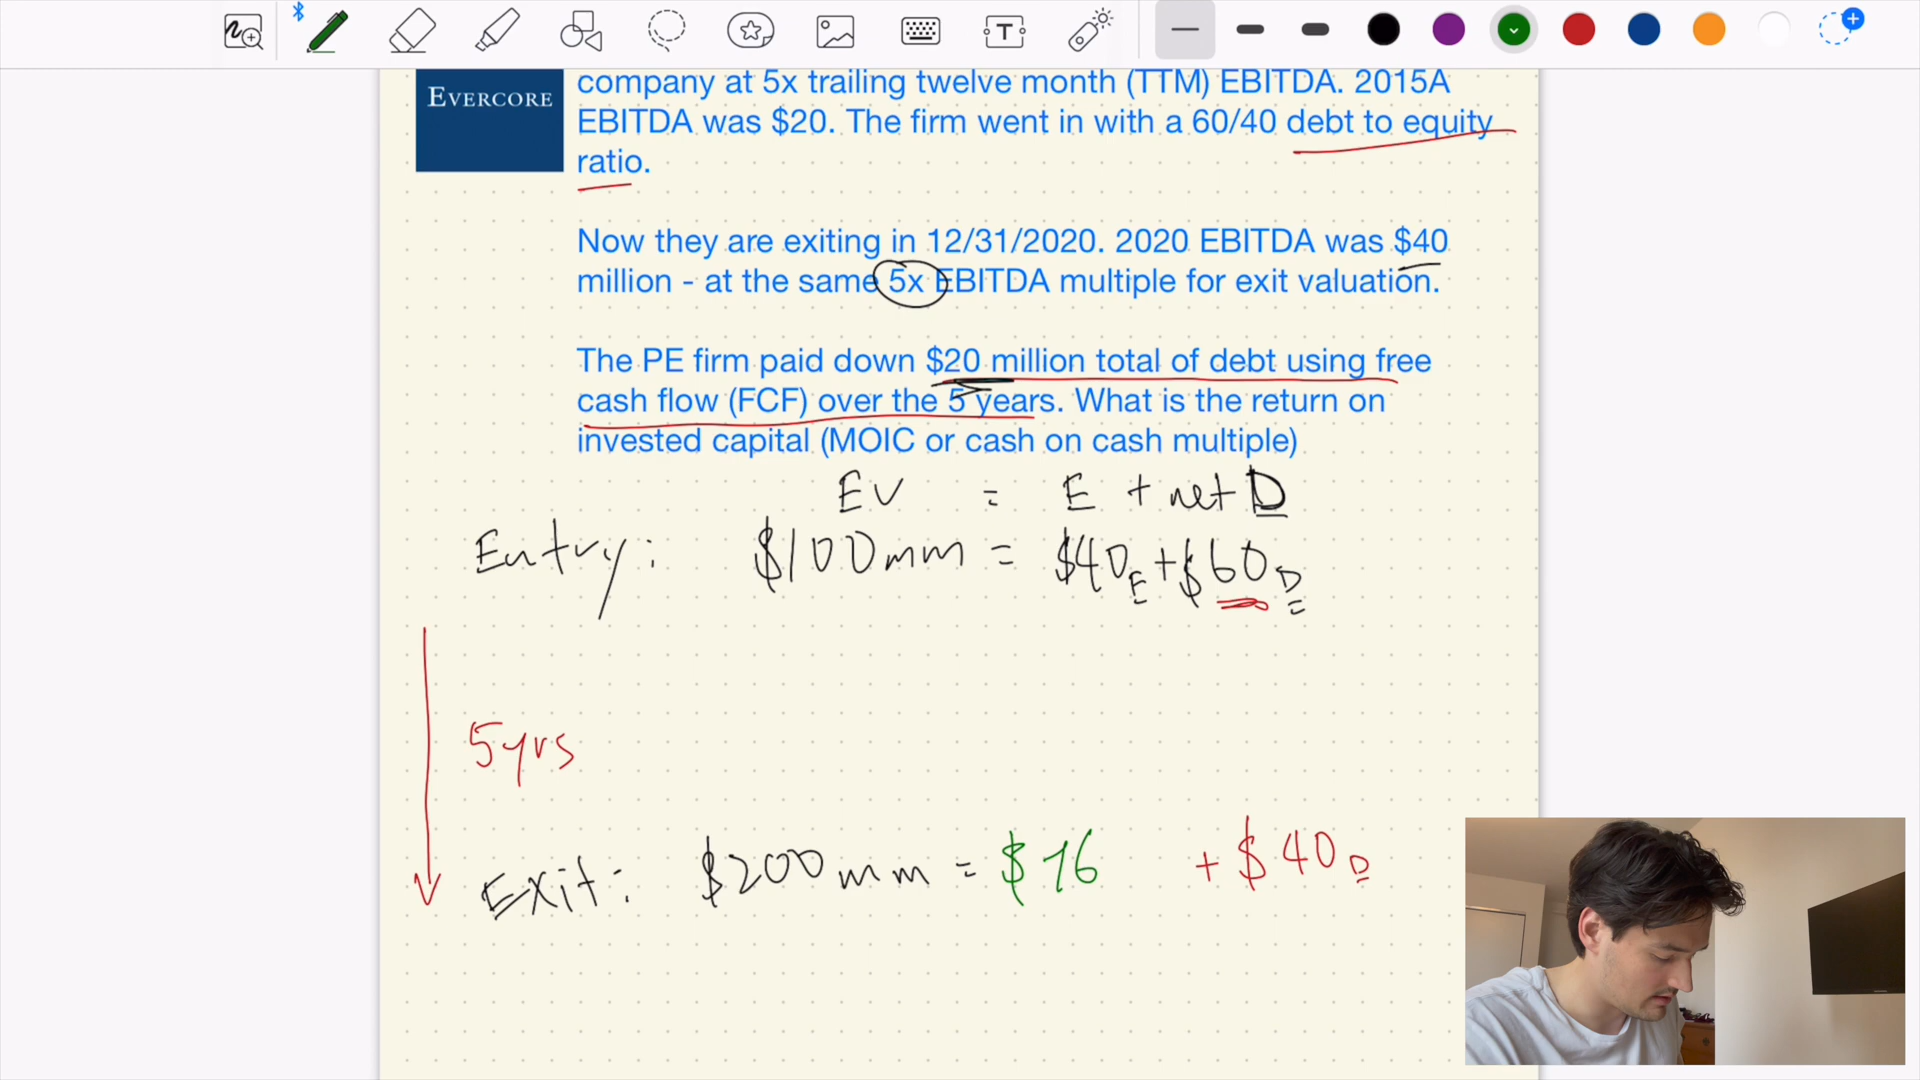 T
EVERCORE
company at 5x trailing twelve month (TTM) EBITDA. 2015A
EBITDA was $20. The firm went in with a 60/40 debt to equity
ratio.
Now they are exiting in 12/31/2020. 2020 EBITDA was $40
million - at the same 5x EBITDA multiple for exit valuation.
The PE firm paid down $20 million total of debt using free
cash flow (FCF) over the 5 years. What is the return on
invested capital (MOIC or cash on cash multiple)
EV = E + net D
Entry: $100mm = $40E + $60D
5yrs
Exit: $200mm = $16 + $40D